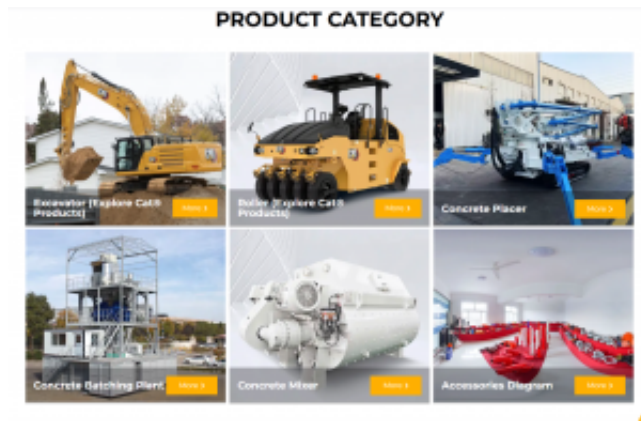 PRODUCT CATEGORY
Excavator [Explore Cat®
Products]
More >
Roller [Explore Cat®
Products]
More >
Concrete Placer
More >
Concrete Batching Plant
More >
Concrete Mixer
More >
Accessories Diagram
More >